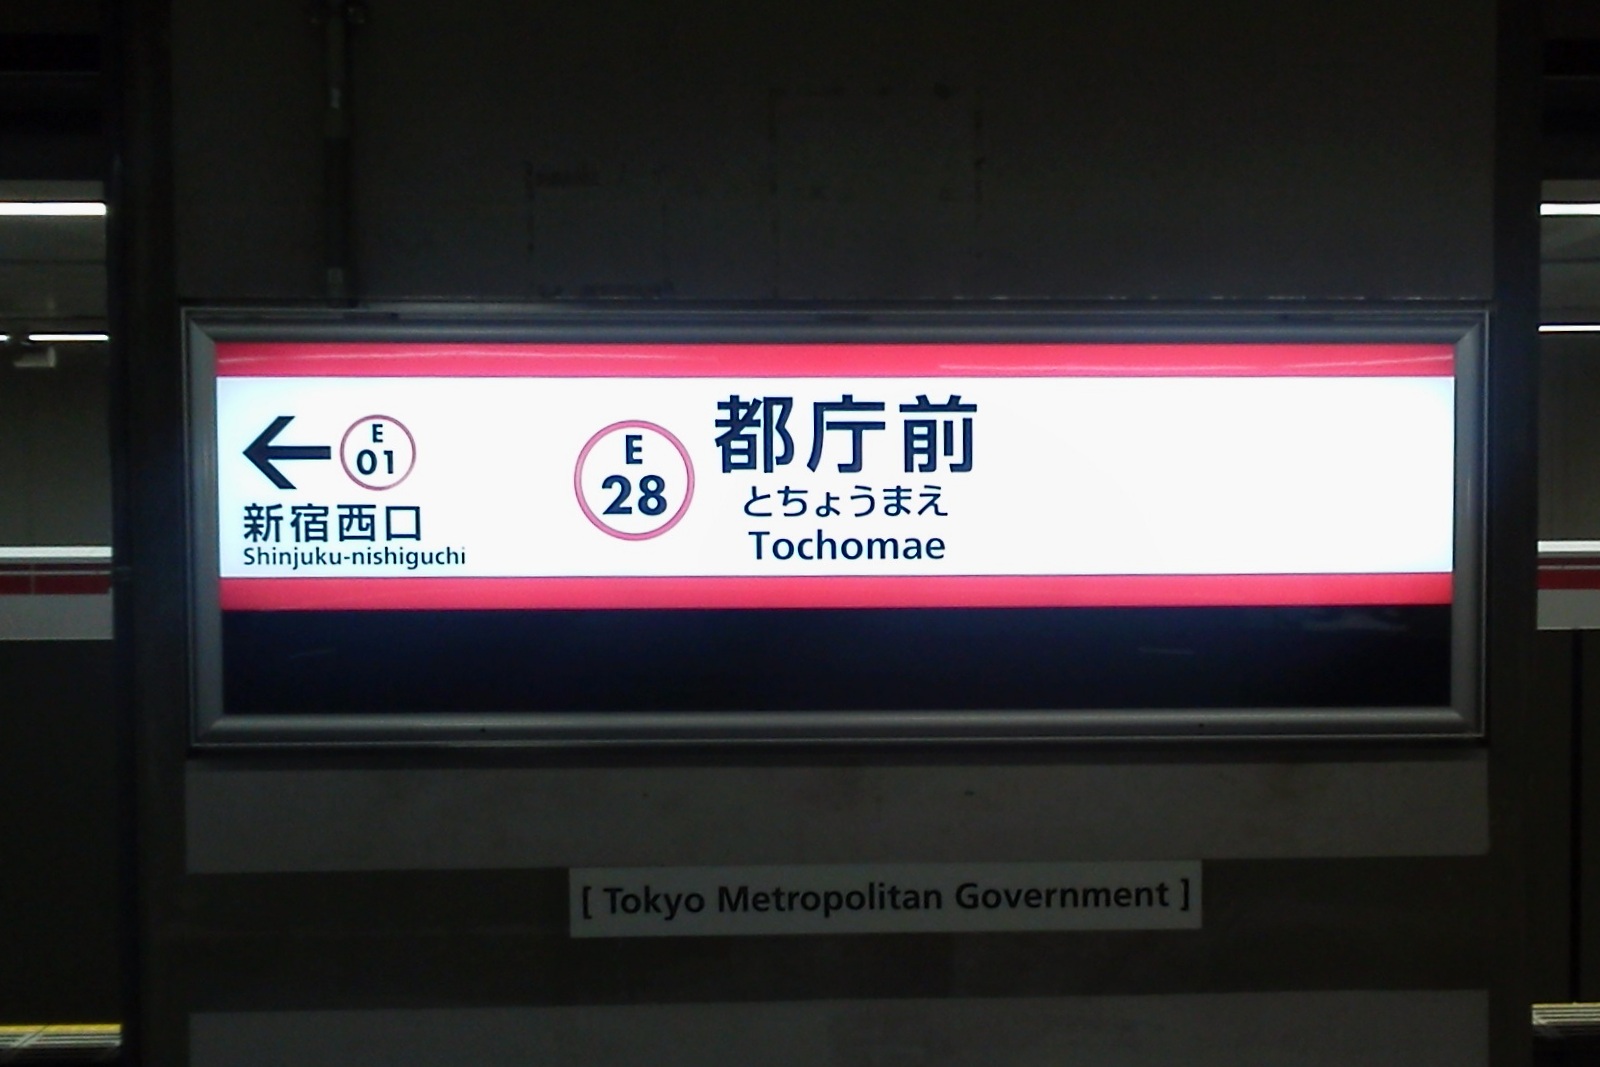 ← E 01
新宿西口
Shinjuku-nishiguchi
E 28
都庁前
とちょうまえ
Tochomae
[ Tokyo Metropolitan Government ]